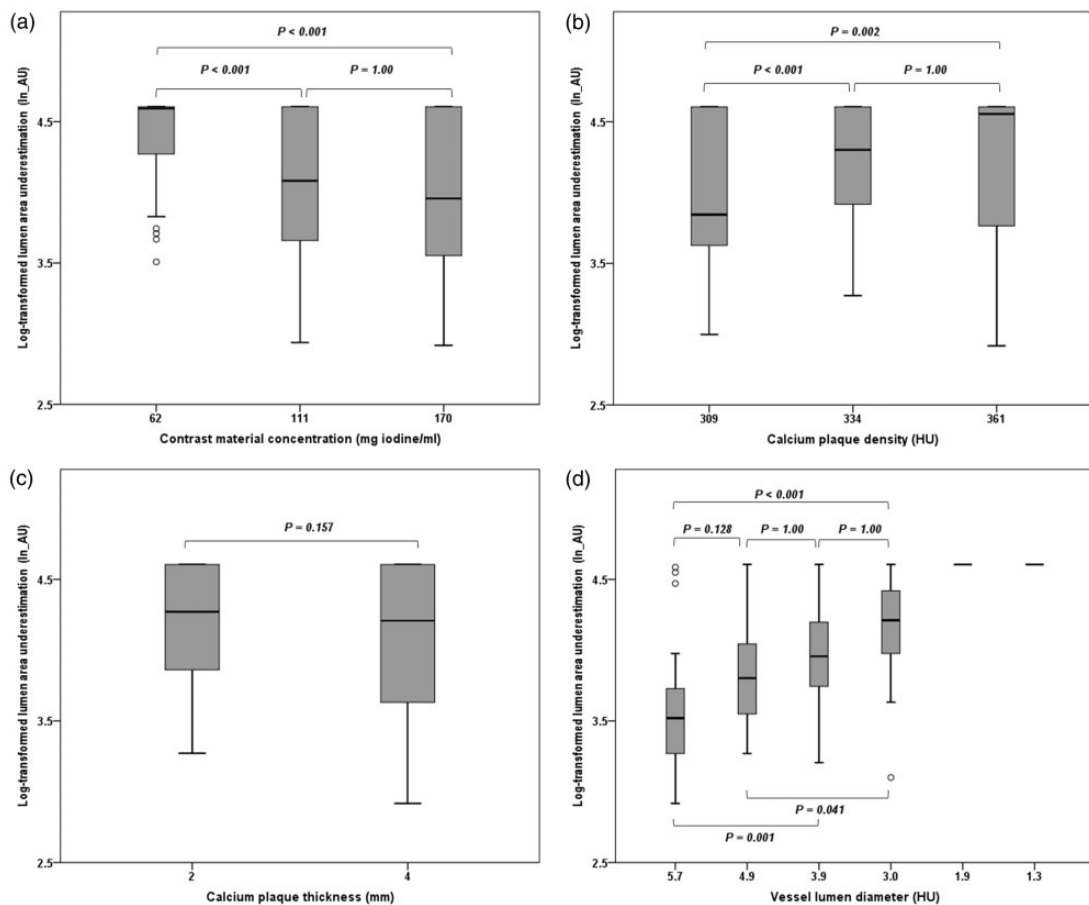 (a)
P < 0.001
P < 0.001
P = 1.00
Log-transformed lumen area underestimation (ln_AU)
4.5
3.5
2.5
62
111
170
Contrast material concentration (mg iodine/ml)
(b)
P = 0.002
P < 0.001
P = 1.00
Log-transformed lumen area underestimation (ln_AU)
4.5
3.5
2.5
309
334
361
Calcium plaque density (HU)
(c)
P = 0.157
Log-transformed lumen area underestimation (ln_AU)
4.5
3.5
2.5
2
4
Calcium plaque thickness (mm)
(d)
P < 0.001
P = 0.128
P = 1.00
P = 1.00
Log-transformed lumen area underestimation (ln_AU)
4.5
3.5
2.5
P = 0.041
P = 0.001
5.7
4.9
3.9
3.0
1.9
1.3
Vessel lumen diameter (HU)